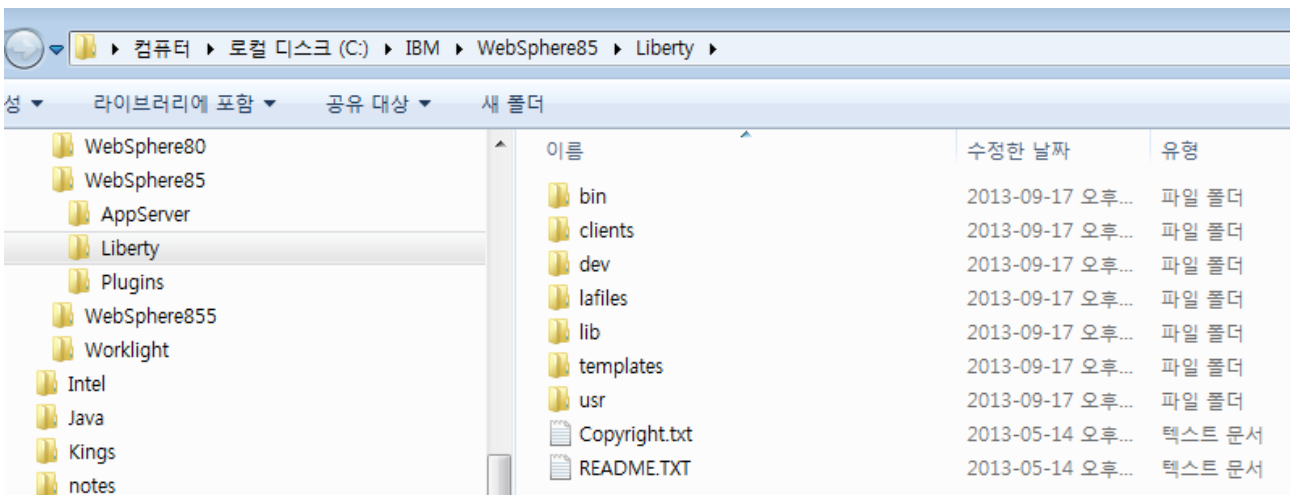 컴퓨터 로컬 디스크 (C:) IBM WebSphere85 Liberty
성 라이브러리에 포함 공유 대상 새 폴더
WebSphere80
WebSphere85
AppServer
Liberty
Plugins
WebSphere855
Worklight
Intel
Java
Kings
notes
이름 수정한 날짜 유형
bin 2013-09-17 오후... 파일 폴더
clients 2013-09-17 오후... 파일 폴더
dev 2013-09-17 오후... 파일 폴더
lafiles 2013-09-17 오후... 파일 폴더
lib 2013-09-17 오후... 파일 폴더
templates 2013-09-17 오후... 파일 폴더
usr 2013-09-17 오후... 파일 폴더
Copyright.txt 2013-05-14 오후... 텍스트 문서
README.TXT 2013-05-14 오후... 텍스트 문서